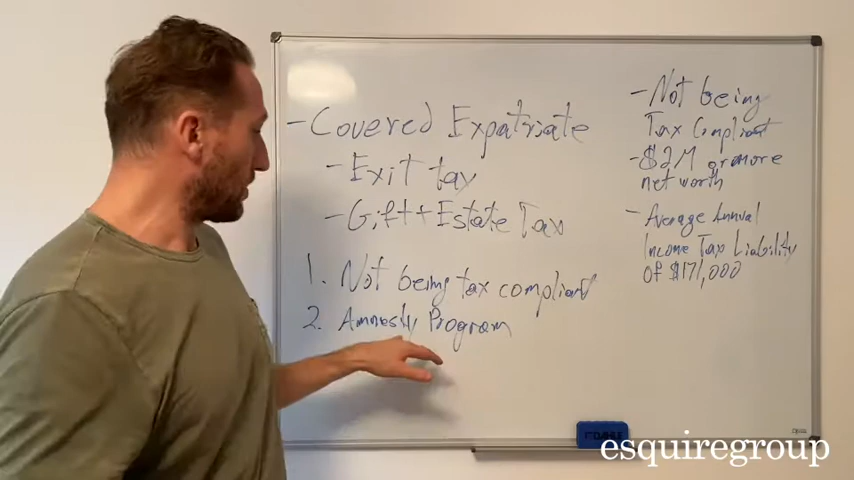 - Covered Expatriate
- Exit tax
- Gift + Estate Tax
1. Not being tax compliant
2. Amnesty Program
- Not being
Tax Compliant
- $2M or more
net worth
- Average Annual
Income Tax Liability
of $171,000
esquiregroup